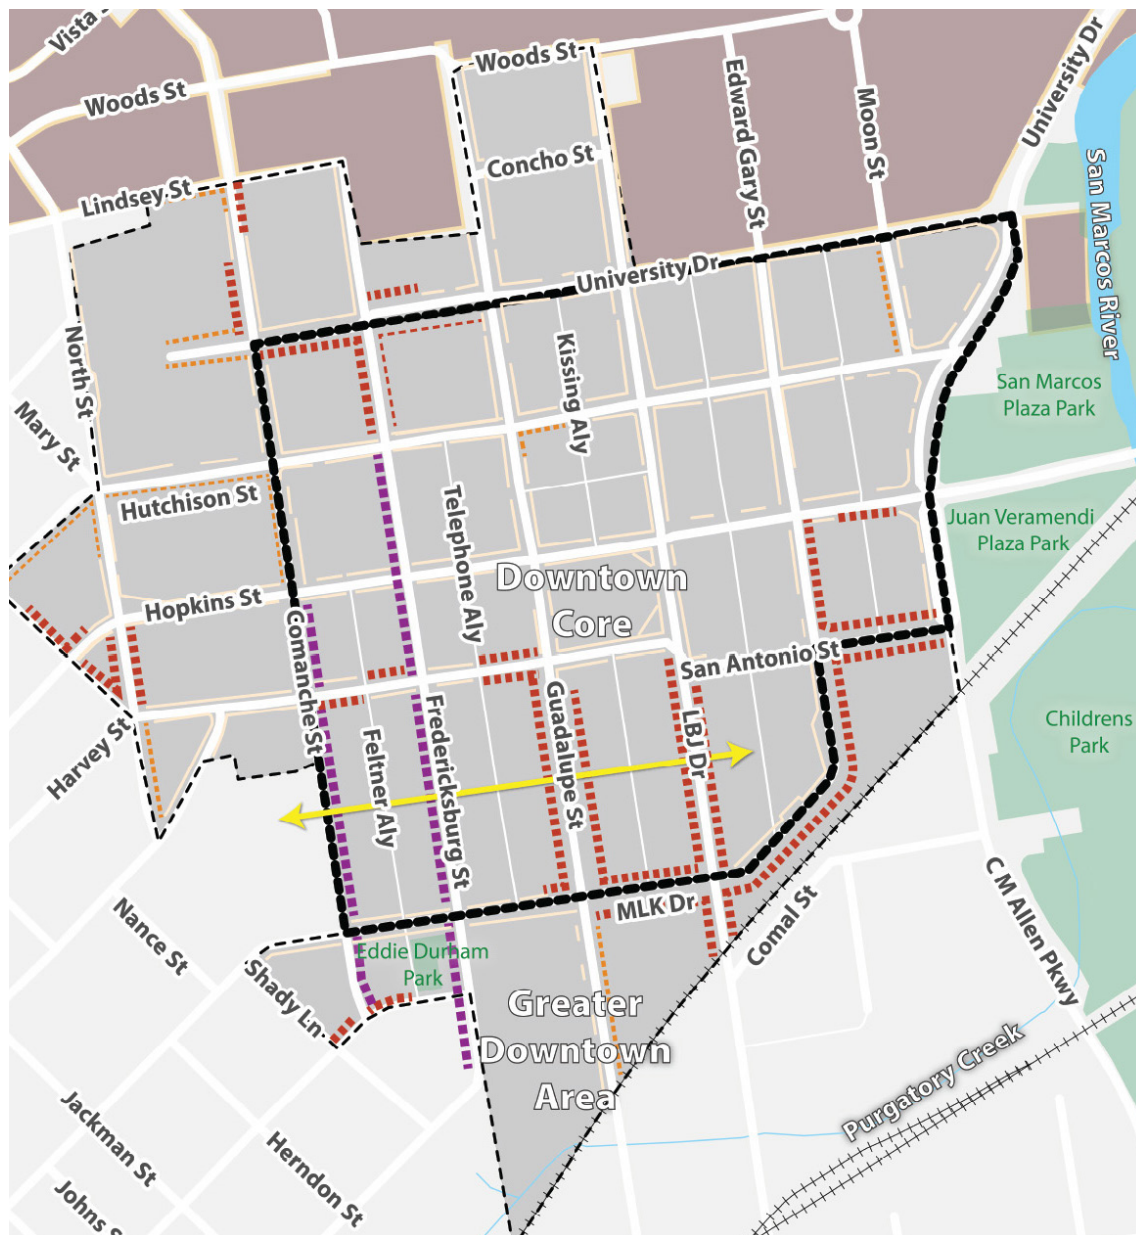 Vista
Woods St
Woods St
Edward Gary St
Moon St
University Dr
San Marcos River
Concho St
Lindsey St
University Dr
North St
Kissing Aly
San Marcos
Plaza Park
Mary St
Hutchison St
Telephone Aly
Juan Veramendi
Plaza Park
Downtown
Core
Hopkins St
Comanche St
San Antonio St
Harvey St
Feltner Aly
Fredericksburg St
Guadalupe St
LBJ Dr
Childrens
Park
Nance St
MLK Dr
Comal St
C M Allen Pkwy
Eddie Durham
Park
Shady Ln
Greater
Downtown
Area
Purgatory Creek
Jackman St
Herndon St
Johns S